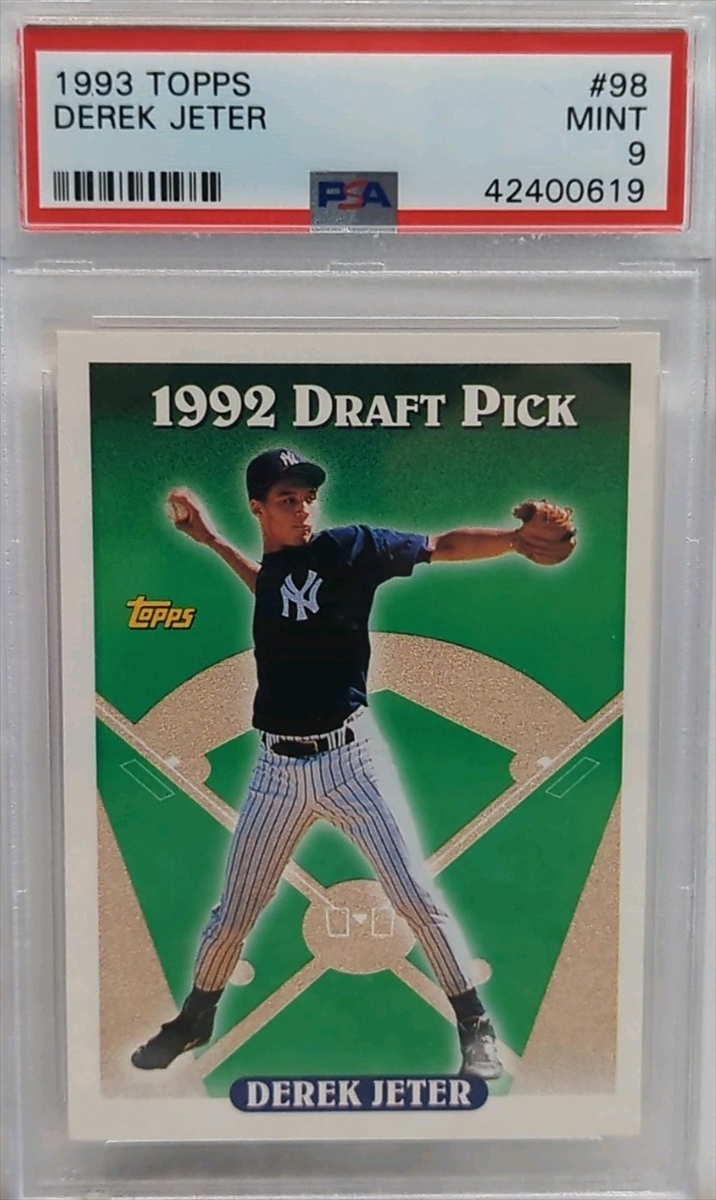 1993 TOPPS #98
DEREK JETER MINT
9
PSA 42400619
1992 DRAFT PICK
NY
topps
NY
DEREK JETER